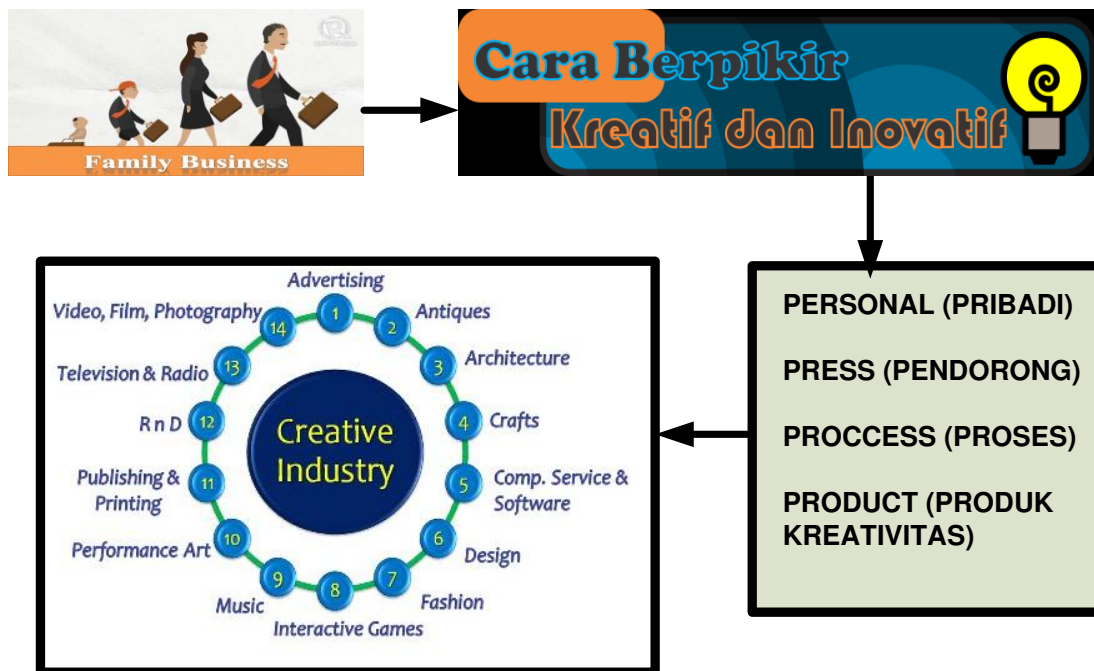 Family Business
Cara Berpikir
Kreatif dan Inovatif
PERSONAL (PRIBADI)
PRESS (PENDORONG)
PROCCESS (PROSES)
PRODUCT (PRODUK
KREATIVITAS)
Creative
Industry
1
Advertising
2
Antiques
3
Architecture
4
Crafts
5
Comp. Service &
Software
6
Design
7
Fashion
8
Interactive Games
9
Music
10
Performance Art
11
Publishing &
Printing
12
R n D
13
Television & Radio
14
Video, Film, Photography